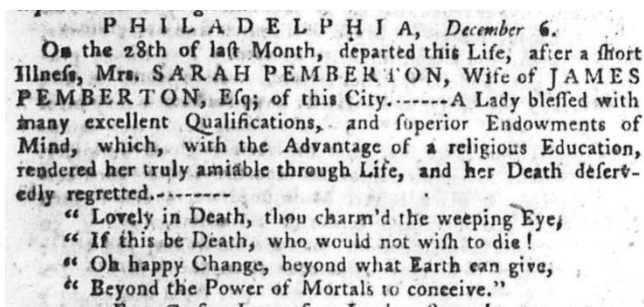 PHILADELPHIA, December 6.
On the 28th of laſt Month, departed this Life, after a ſhort
Illneſs, Mrs. SARAH PEMBERTON, Wife of JAMES
PEMBERTON, Eſq; of this City.-------A Lady bleſſed with
many excellent Qualifications, and ſuperior Endowments of
Mind, which, with the Advantage of a religious Education,
rendered her truly amiable through Life, and her Death deſerv-
edly regretted.--------
" Lovely in Death, thou charm'd the weeping Eye,
" If this be Death, who would not wiſh to die!
" Oh happy Change, beyond what Earth can give,
" Beyond the Power of Mortals to conceive."